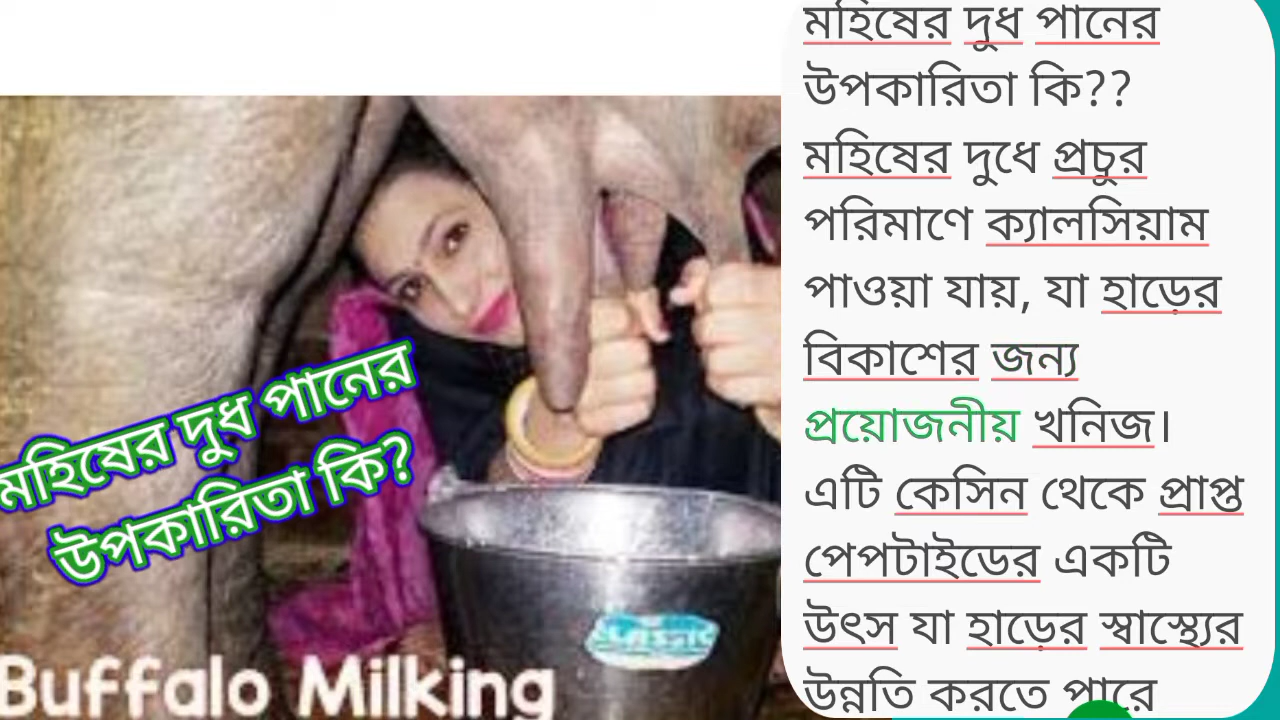 মহিষের দুধ পানের
উপকারিতা কি?
Buffalo Milking
CLASSIC
মহিষের দুধ পানের
উপকারিতা কি??
মহিষের দুধে প্রচুর
পরিমাণে ক্যালসিয়াম
পাওয়া যায়, যা হাড়ের
বিকাশের জন্য
প্রয়োজনীয় খনিজ।
এটি কেসিন থেকে প্রাপ্ত
পেপটাইডের একটি
উৎস যা হাড়ের স্বাস্থ্যের
উন্নতি করতে পারে